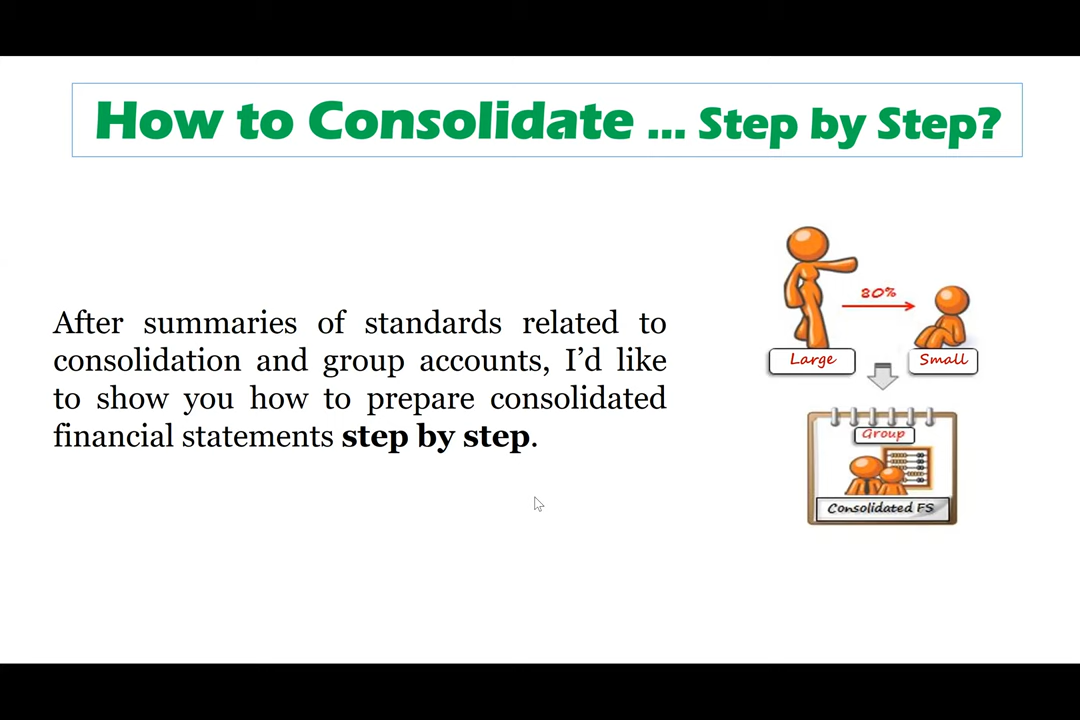 How to Consolidate ... Step by Step?
After summaries of standards related to
consolidation and group accounts, I’d like
to show you how to prepare consolidated
financial statements step by step.
80%
Large
Small
Group
Consolidated FS